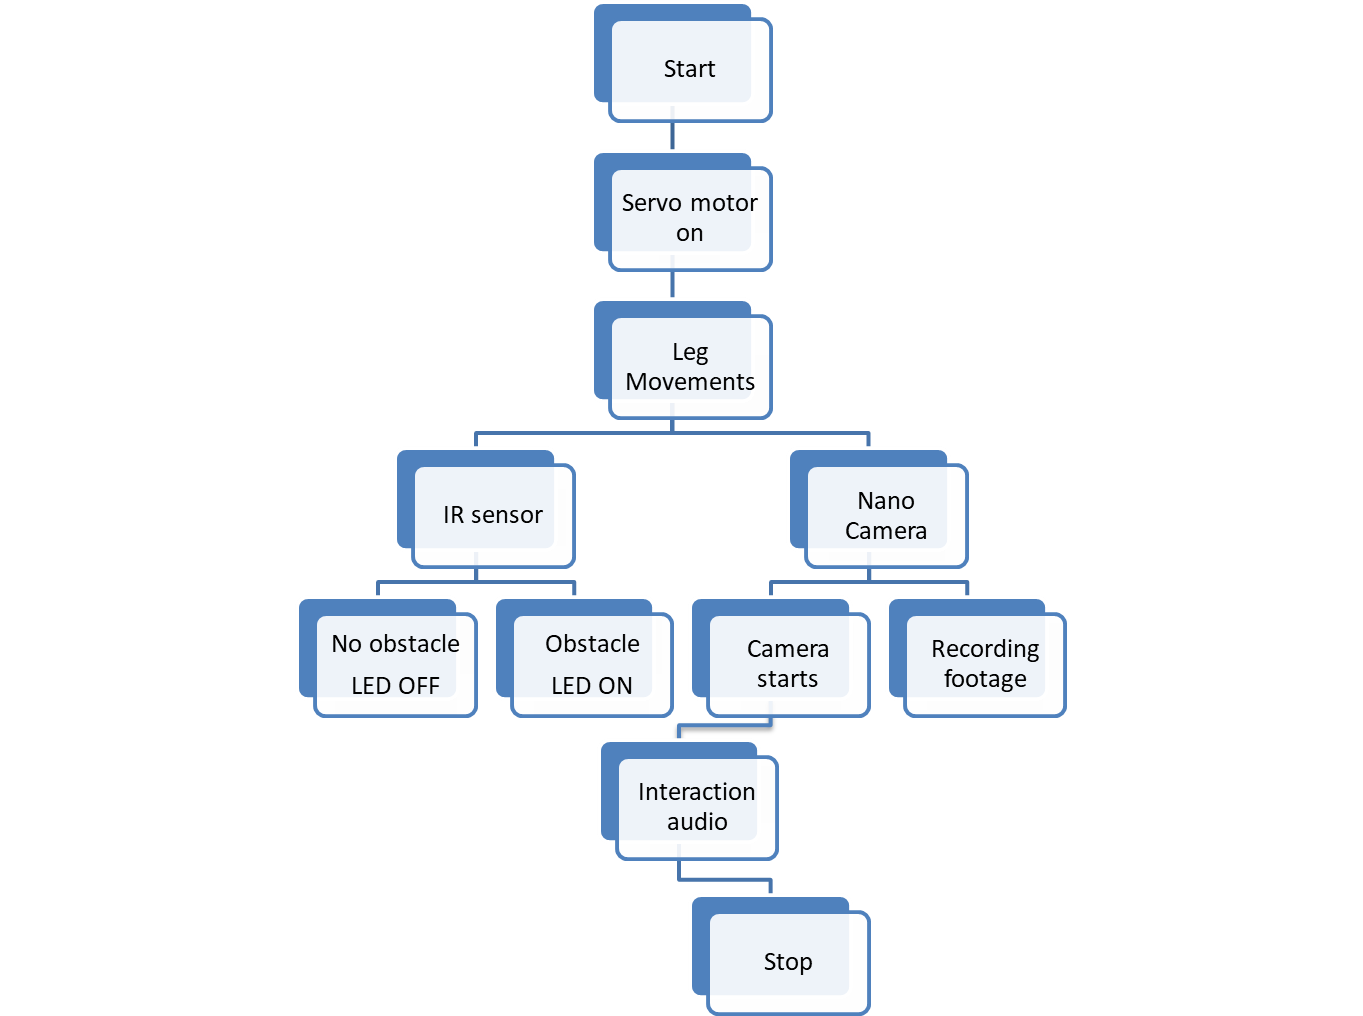 Start
Servo motor
on
Leg
Movements
IR sensor
Nano
Camera
No obstacle
LED OFF
Obstacle
LED ON
Camera
starts
Recording
footage
Interaction
audio
Stop